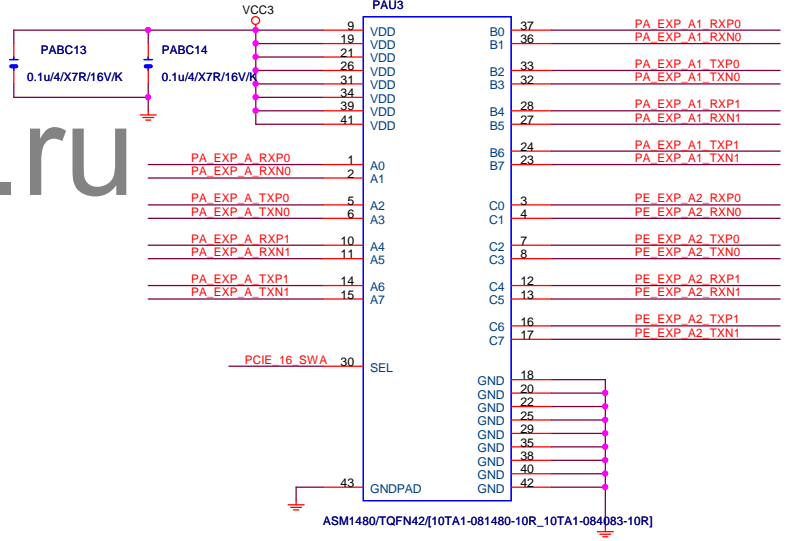 VCC3
PAU3
PABC13
0.1u/4/X7R/16V/K
PABC14
0.1u/4/X7R/16V/K
.ru
9 VDD
19 VDD
21 VDD
26 VDD
31 VDD
34 VDD
39 VDD
41 VDD
PA_EXP_A_RXP0 1 A0
PA_EXP_A_RXN0 2 A1
PA_EXP_A_TXP0 5 A2
PA_EXP_A_TXN0 6 A3
PA_EXP_A_RXP1 10 A4
PA_EXP_A_RXN1 11 A5
PA_EXP_A_TXP1 14 A6
PA_EXP_A_TXN1 15 A7
PCIE_16_SWA 30 SEL
43 GNDPAD
B0 37 PA_EXP_A1_RXP0
B1 36 PA_EXP_A1_RXN0
B2 33 PA_EXP_A1_TXP0
B3 32 PA_EXP_A1_TXN0
B4 28 PA_EXP_A1_RXP1
B5 27 PA_EXP_A1_RXN1
B6 24 PA_EXP_A1_TXP1
B7 23 PA_EXP_A1_TXN1
C0 3 PE_EXP_A2_RXP0
C1 4 PE_EXP_A2_RXN0
C2 7 PE_EXP_A2_TXP0
C3 8 PE_EXP_A2_TXN0
C4 12 PE_EXP_A2_RXP1
C5 13 PE_EXP_A2_RXN1
C6 16 PE_EXP_A2_TXP1
C7 17 PE_EXP_A2_TXN1
GND 18
GND 20
GND 22
GND 25
GND 29
GND 35
GND 38
GND 40
GND 42
ASM1480/TQFN42/[10TA1-081480-10R_10TA1-084083-10R]